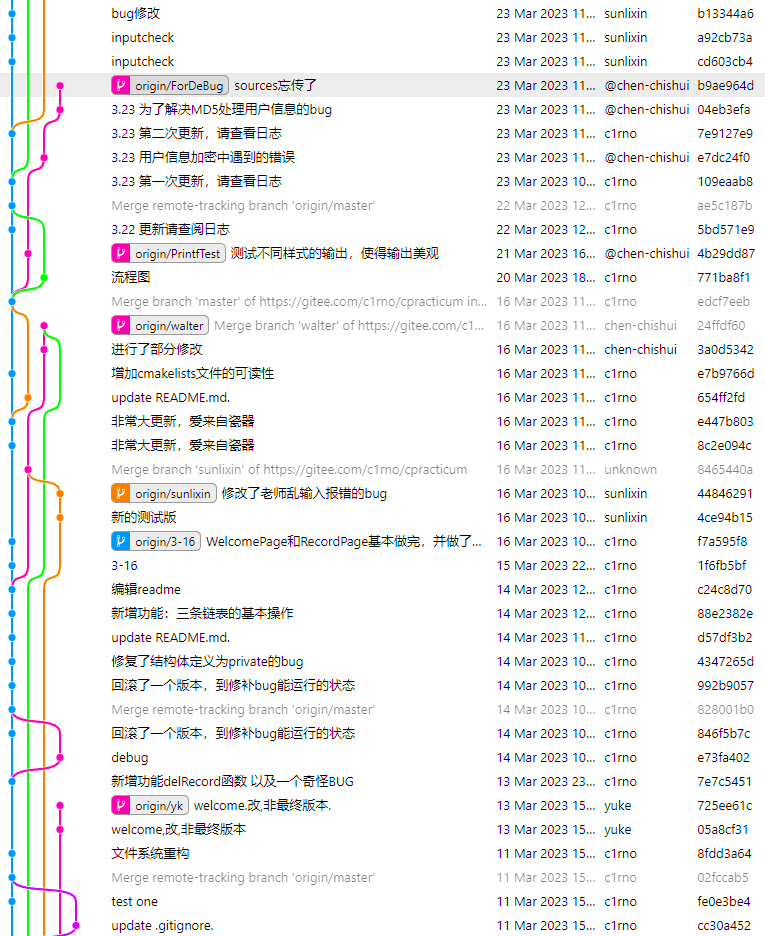 bug修改 23 Mar 2023 11... sunlixin b13344a6
inputcheck 23 Mar 2023 11... sunlixin a92cb73a
inputcheck 23 Mar 2023 11... sunlixin cd603cb4
origin/ForDeBug sources忘传了 23 Mar 2023 11... @chen-chishui b9ae964d
3.23 为了解决MD5处理用户信息的bug 23 Mar 2023 11... @chen-chishui 04eb3efa
3.23 第二次更新，请查看日志 23 Mar 2023 11... c1rno 7e9127e9
3.23 用户信息加密中遇到的错误 23 Mar 2023 11... @chen-chishui e7dc24f0
3.23 第一次更新，请查看日志 23 Mar 2023 10... c1rno 109eaab8
Merge remote-tracking branch 'origin/master' 22 Mar 2023 12... c1rno ae5c187b
3.22 更新请查阅日志 22 Mar 2023 12... c1rno 5bd571e9
origin/PrintfTest 测试不同样式的输出，使得输出美观 21 Mar 2023 16... @chen-chishui 4b29dd87
流程图 20 Mar 2023 18... c1rno 771ba8f1
Merge branch 'master' of https://gitee.com/c1rno/cpracticum in... 16 Mar 2023 11... c1rno edcf7eeb
origin/walter Merge branch 'walter' of https://gitee.com/c1... 16 Mar 2023 11... chen-chishui 24ffdf60
进行了部分修改 16 Mar 2023 11... chen-chishui 3a0d5342
增加cmakelists文件的可读性 16 Mar 2023 11... c1rno e7b9766d
update README.md. 16 Mar 2023 11... c1rno 654ff2fd
非常大更新，爱来自瓷器 16 Mar 2023 11... c1rno e447b803
非常大更新，爱来自瓷器 16 Mar 2023 11... c1rno 8c2e094c
Merge branch 'sunlixin' of https://gitee.com/c1rno/cpracticum 16 Mar 2023 11... unknown 8465440a
origin/sunlixin 修改了老师乱输入报错的bug 16 Mar 2023 10... sunlixin 44846291
新的测试版 16 Mar 2023 10... sunlixin 4ce94b15
origin/3-16 WelcomePage和RecordPage基本做完，并做了... 16 Mar 2023 10... c1rno f7a595f8
3-16 15 Mar 2023 22... c1rno 1f6fb5bf
编辑readme 14 Mar 2023 12... c1rno c24c8d70
新增功能：三条链表的基本操作 14 Mar 2023 12... c1rno 88e2382e
update README.md. 14 Mar 2023 11... c1rno d57df3b2
修复了结构体定义为private的bug 14 Mar 2023 10... c1rno 4347265d
回滚了一个版本，到修补bug能运行的状态 14 Mar 2023 10... c1rno 992b9057
Merge remote-tracking branch 'origin/master' 14 Mar 2023 10... c1rno 828001b0
回滚了一个版本，到修补bug能运行的状态 14 Mar 2023 10... c1rno 846f5b7c
debug 14 Mar 2023 10... c1rno e73fa402
新增功能delRecord函数 以及一个奇怪BUG 13 Mar 2023 23... c1rno 7e7c5451
origin/yk welcome.改,非最终版本. 13 Mar 2023 15... yuke 725ee61c
welcome,改,非最终版本 13 Mar 2023 15... yuke 05a8cf31
文件系统重构 11 Mar 2023 15... c1rno 8fdd3a64
Merge remote-tracking branch 'origin/master' 11 Mar 2023 15... c1rno 02fccab5
test one 11 Mar 2023 15... c1rno fe0e3be4
update .gitignore. 11 Mar 2023 15... c1rno cc30a452